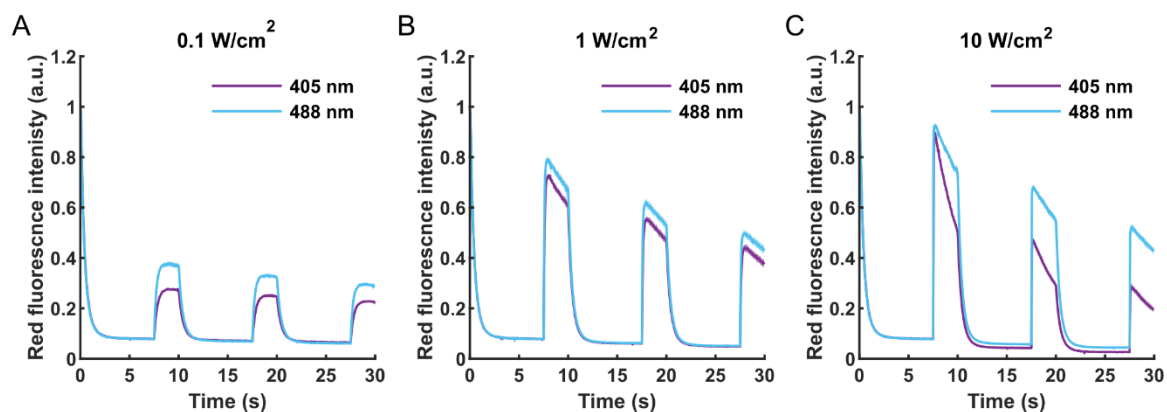 A
0.1 W/cm2
Red fluorescnce intenisty (a.u.)
1.2
1
0.8
0.6
0.4
0.2
0
405 nm
488 nm
0 5 10 15 20 25 30
Time (s)
B
1 W/cm2
Red fluorescnce intenisty (a.u.)
1.2
1
0.8
0.6
0.4
0.2
0
405 nm
488 nm
0 5 10 15 20 25 30
Time (s)
C
10 W/cm2
Red fluorescnce intenisty (a.u.)
1.2
1
0.8
0.6
0.4
0.2
0
405 nm
488 nm
0 5 10 15 20 25 30
Time (s)